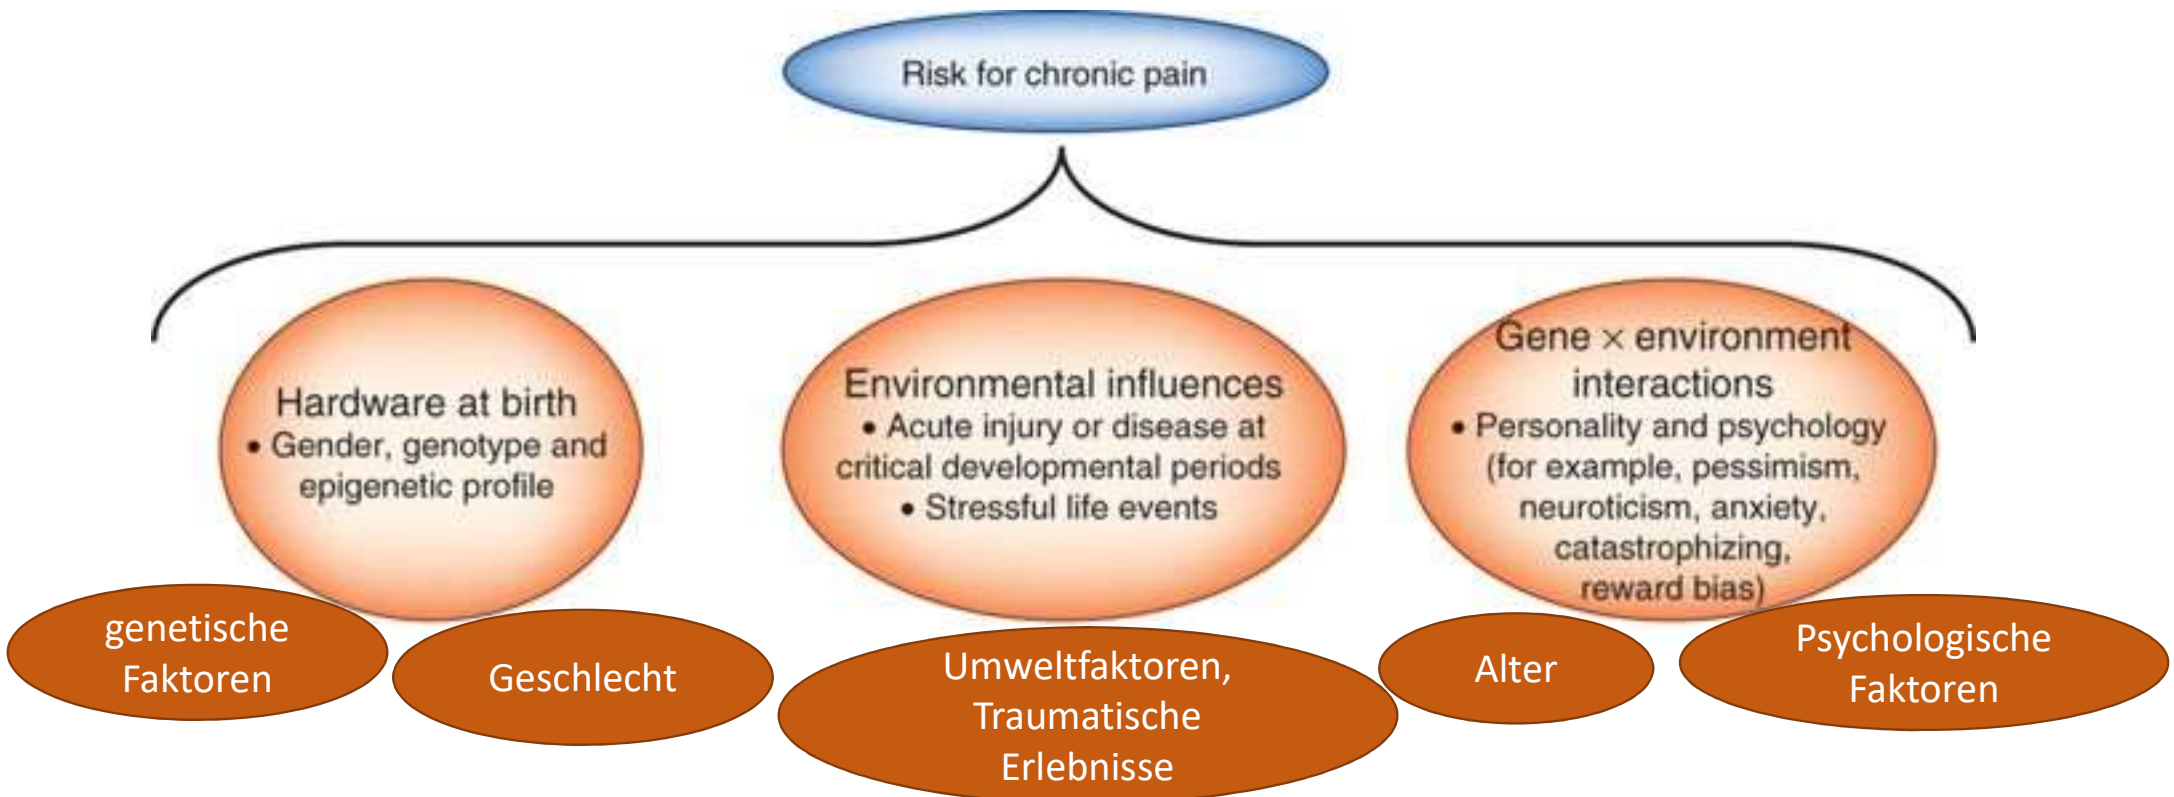 Risk for chronic pain
Hardware at birth
• Gender, genotype and
epigenetic profile
Environmental influences
• Acute injury or disease at
critical developmental periods
• Stressful life events
Gene × environment
interactions
• Personality and psychology
(for example, pessimism,
neuroticism, anxiety,
catastrophizing,
reward bias)
genetische
Faktoren
Geschlecht
Umweltfaktoren,
Traumatische
Erlebnisse
Alter
Psychologische
Faktoren